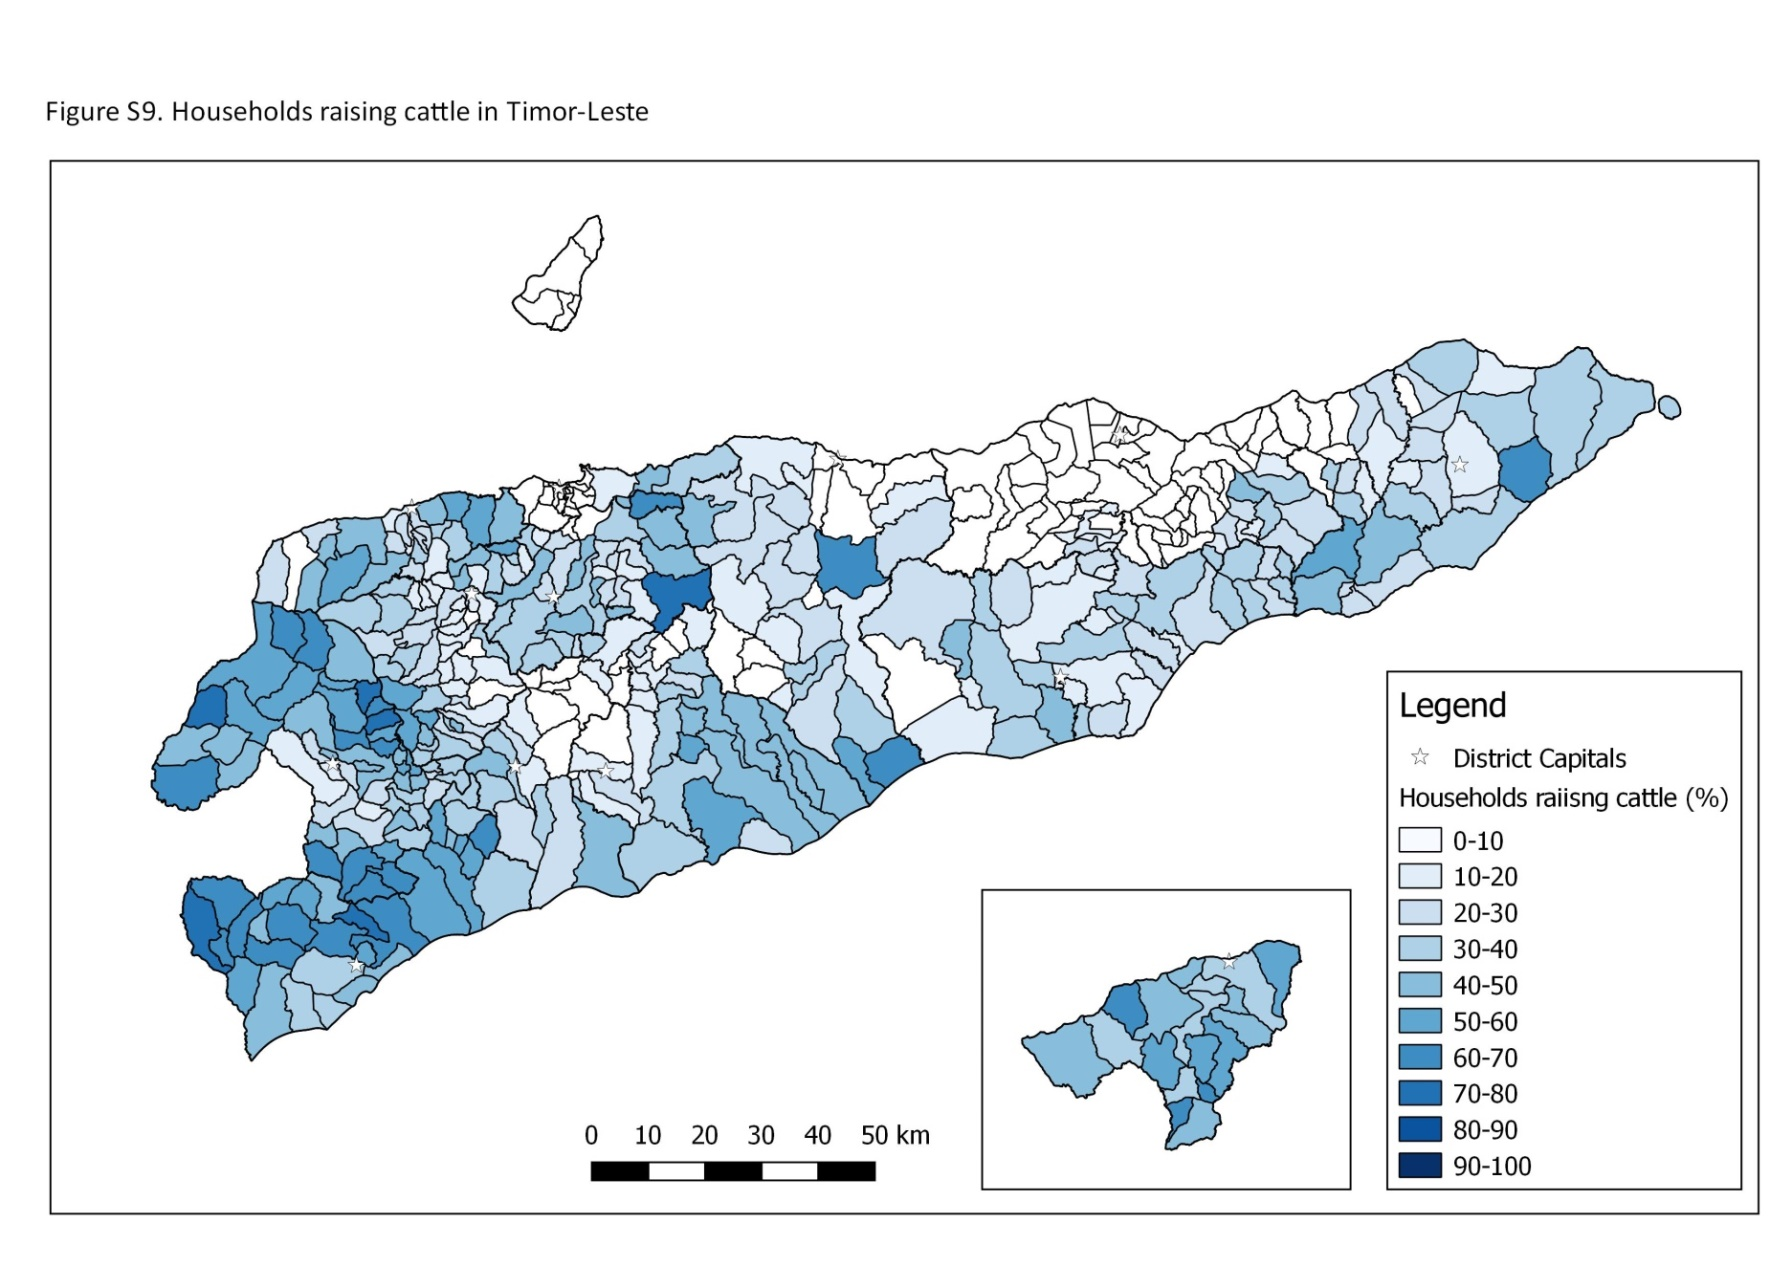 Figure S9. Households raising cattle in Timor-Leste
Legend
District Capitals
Households raiisng cattle (%)
0-10
10-20
20-30
30-40
40-50
50-60
60-70
70-80
80-90
90-100
0 10 20 30 40 50 km